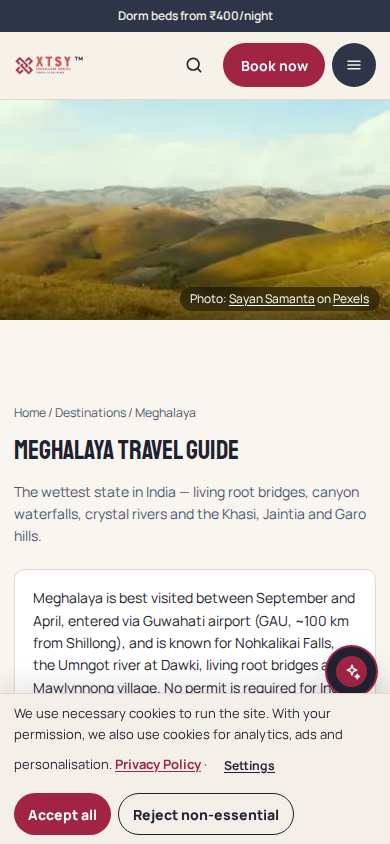 Dorm beds from ₹400/night
XTSY ™
Book now
Photo: Sayan Samanta on Pexels
Home / Destinations / Meghalaya
MEGHALAYA TRAVEL GUIDE
The wettest state in India — living root bridges, canyon
waterfalls, crystal rivers and the Khasi, Jaintia and Garo
hills.
Meghalaya is best visited between September and
April, entered via Guwahati airport (GAU, ~100 km
from Shillong), and is known for Nohkalikai Falls,
the Umngot river at Dawki, living root bridges
Mawlynnong village. No permit is required for
We use necessary cookies to run the site. With your
permission, we also use cookies for analytics, ads and
personalisation. Privacy Policy · Settings
Accept all
Reject non-essential